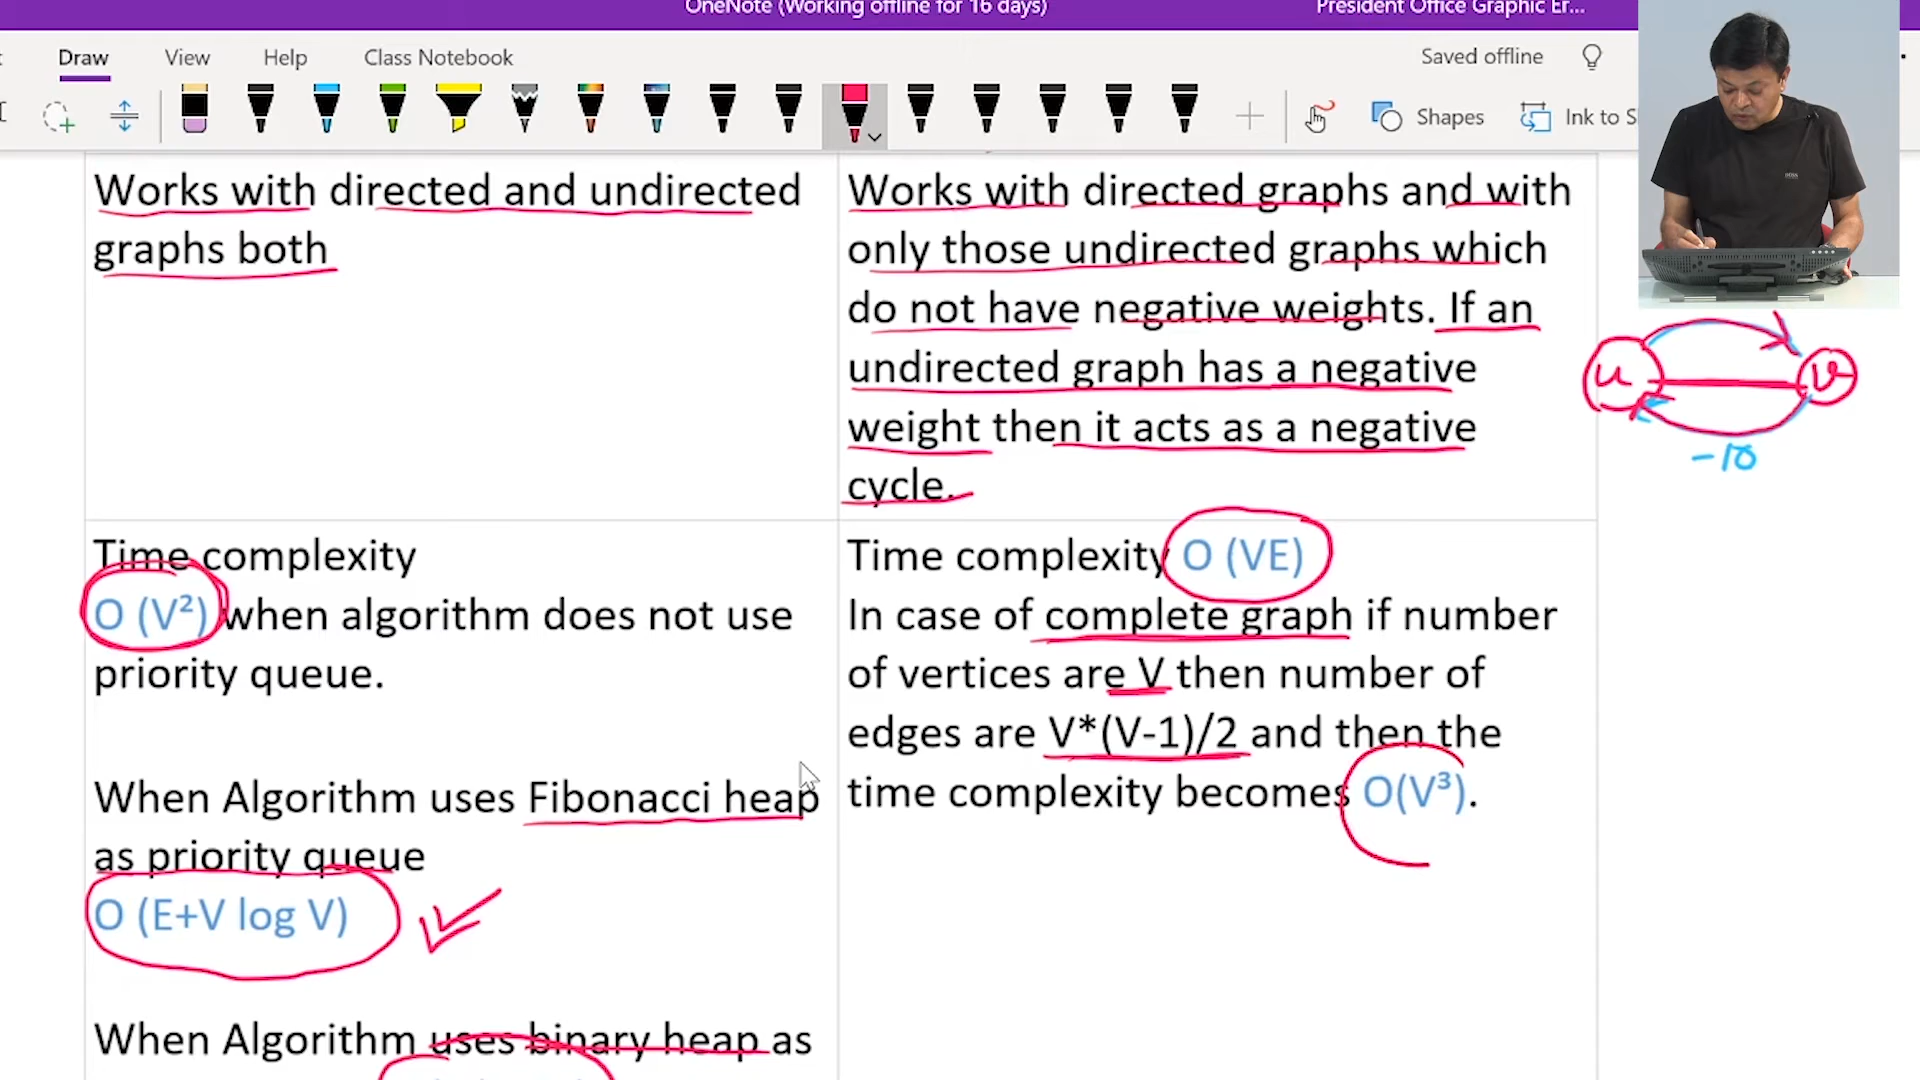 OneNote (Working offline for 16 days)
President Office Graphic Er...
Draw
View
Help
Class Notebook
Saved offline
Shapes
Ink to S
Works with directed and undirected
graphs both
Works with directed graphs and with
only those undirected graphs which
do not have negative weights. If an
undirected graph has a negative
weight then it acts as a negative
cycle.
u
v
-10
Time complexity
O (V²) when algorithm does not use
priority queue.
When Algorithm uses Fibonacci heap
as priority queue
O (E+V log V)
When Algorithm uses binary heap as
Time complexity O (VE)
In case of complete graph if number
of vertices are V then number of
edges are V*(V-1)/2 and then the
time complexity becomes O(V³).